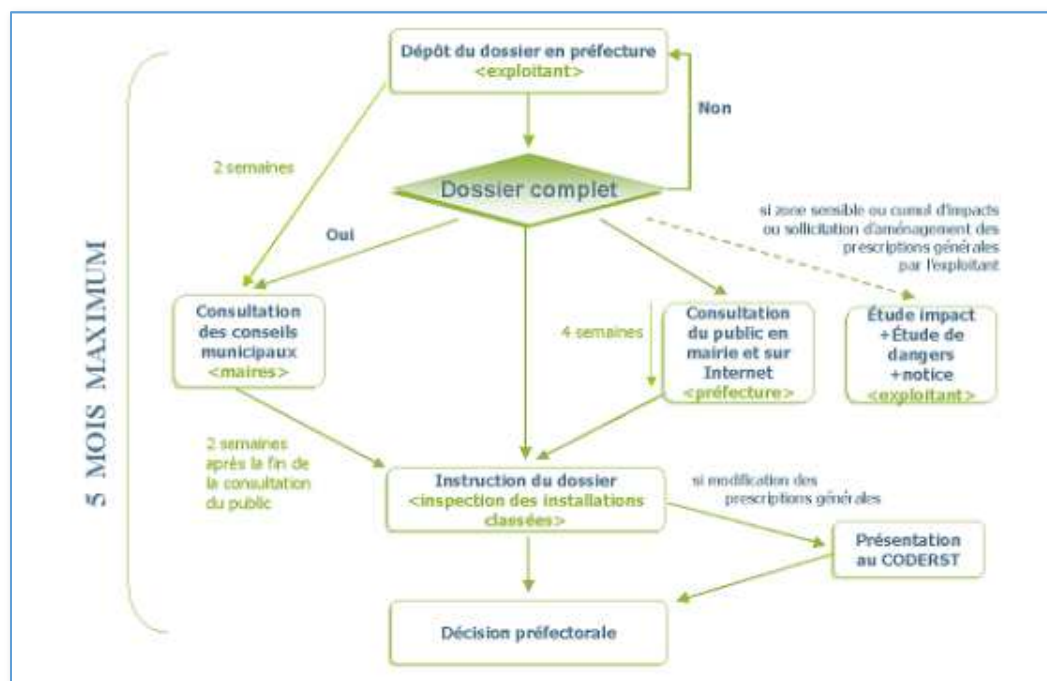 Dépôt du dossier en préfecture
<exploitant>
Non
2 semaines
Dossier complet
si zone sensible ou cumul d'impacts
ou sollicitation d'aménagement des
prescriptions générales
par l'exploitant
Oui
5 MOIS MAXIMUM
Consultation
des conseils
municipaux
<maires>
4 semaines
Consultation
du public en
mairie et sur
Internet
<préfecture>
Étude impact
+Étude de
dangers
+notice
<exploitant>
2 semaines
après la fin de
la consultation
du public
Instruction du dossier
<inspection des installations
classées>
si modification des
prescriptions générales
Présentation
au CODERST
Décision préfectorale